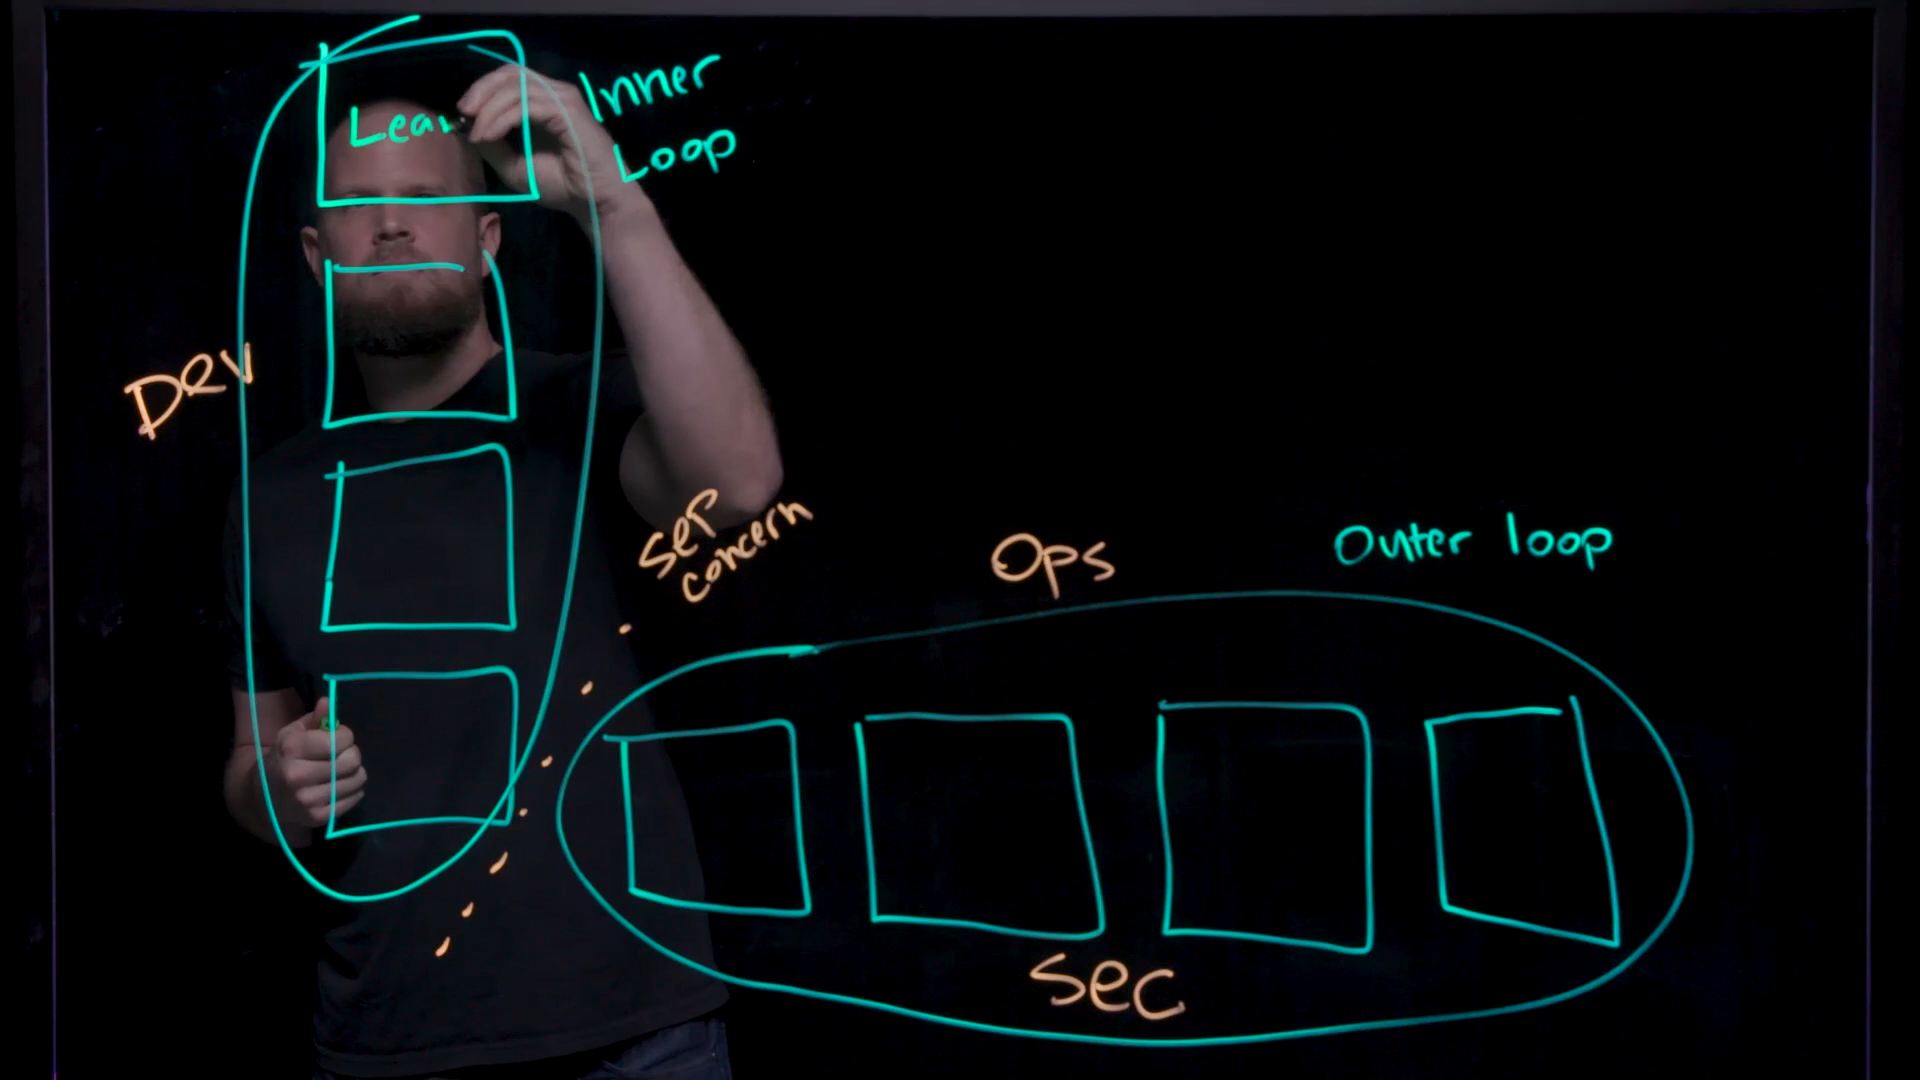 Inner
Loop
Dev
Sep
concern
Ops
Outer loop
Sec